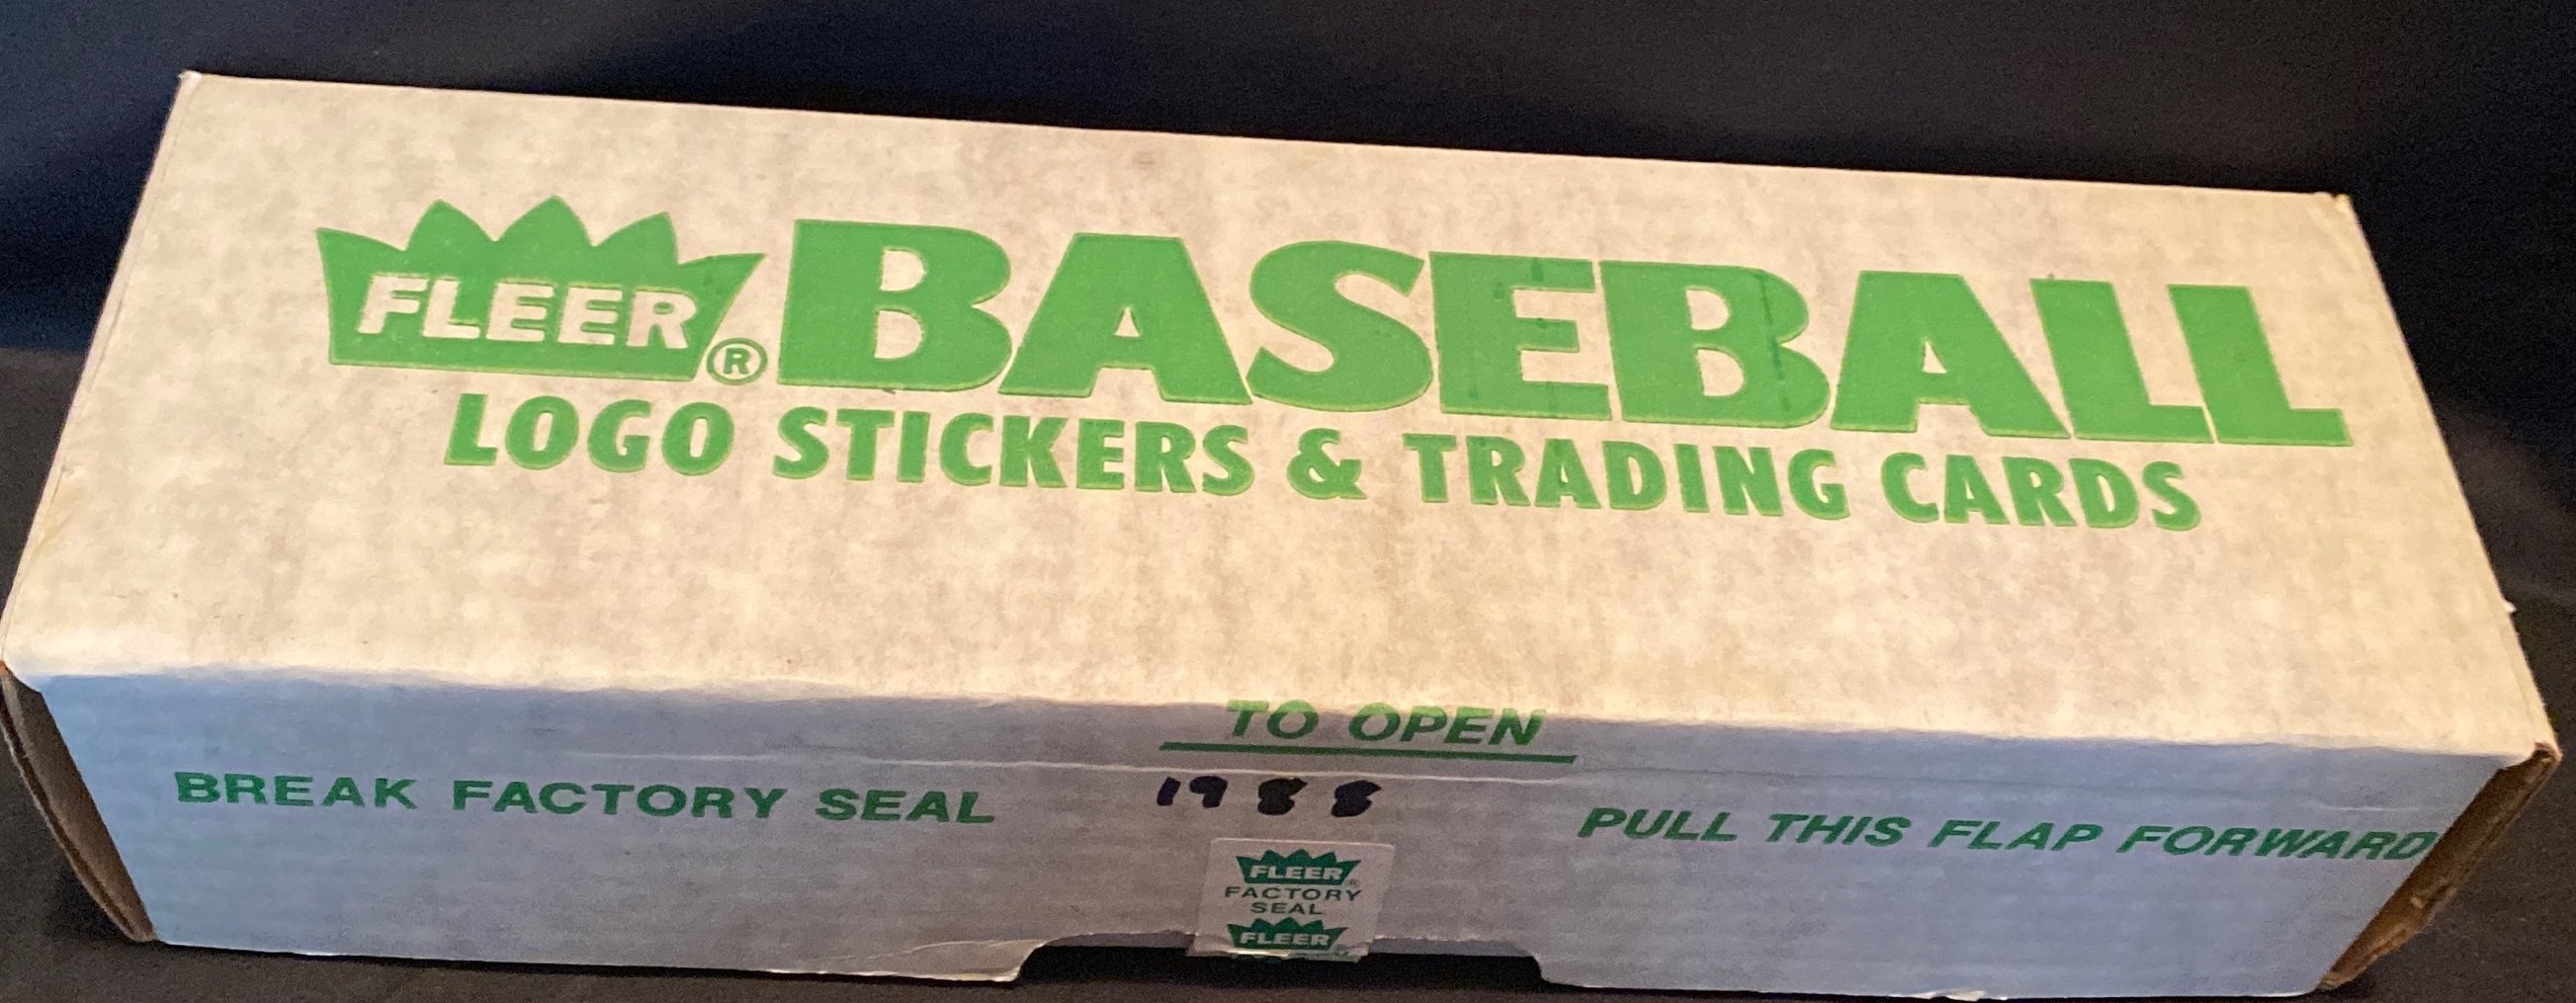 FLEER® BASEBALL
LOGO STICKERS & TRADING CARDS
TO OPEN
BREAK FACTORY SEAL
1988
PULL THIS FLAP FORWARD
FLEER®
FACTORY
SEAL
FLEER®